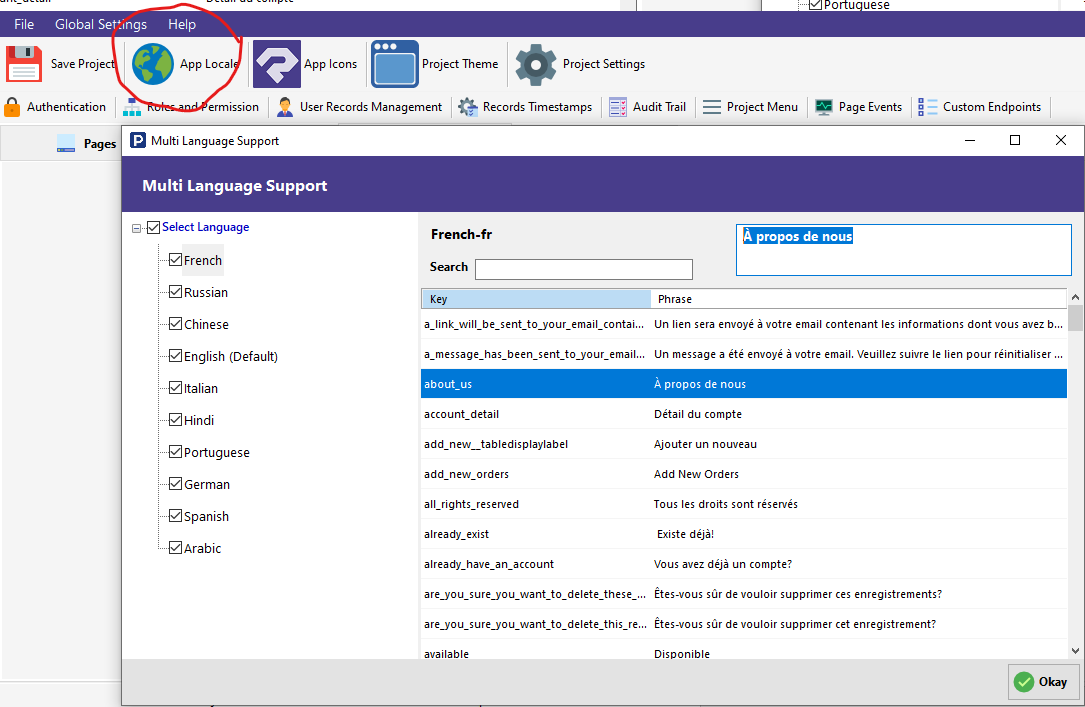 Détail du compte
Portuguese
File Global Settings Help
Save Project App Locale App Icons Project Theme Project Settings
Authentication Roles and Permission User Records Management Records Timestamps Audit Trail Project Menu Page Events Custom Endpoints
Pages
Multi Language Support
Multi Language Support
Select Language
French
Russian
Chinese
English (Default)
Italian
Hindi
Portuguese
German
Spanish
Arabic
French-fr
À propos de nous
Search
Key Phrase
a_link_will_be_sent_to_your_email_contai... Un lien sera envoyé à votre email contenant les informations dont vous avez b...
a_message_has_been_sent_to_your_email... Un message a été envoyé à votre email. Veuillez suivre le lien pour réinitialiser ...
about_us À propos de nous
account_detail Détail du compte
add_new__tabledisplaylabel Ajouter un nouveau
add_new_orders Add New Orders
all_rights_reserved Tous les droits sont réservés
already_exist Existe déjà!
already_have_an_account Vous avez déjà un compte?
are_you_sure_you_want_to_delete_these_... Êtes-vous sûr de vouloir supprimer ces enregistrements?
are_you_sure_you_want_to_delete_this_re... Êtes-vous sûr de vouloir supprimer cet enregistrement?
available Disponible
Okay